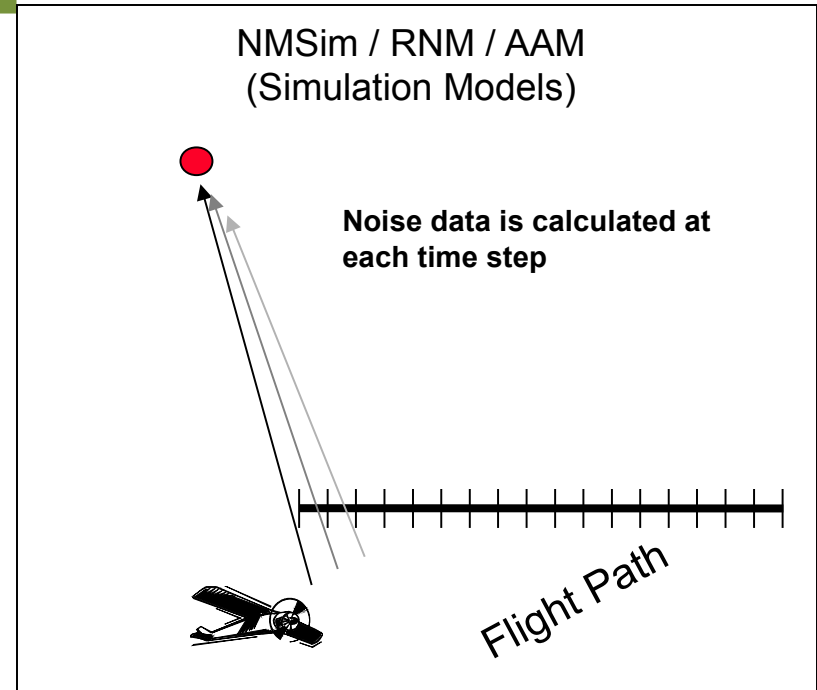 NMSim / RNM / AAM
(Simulation Models)
Noise data is calculated at
each time step
Flight Path